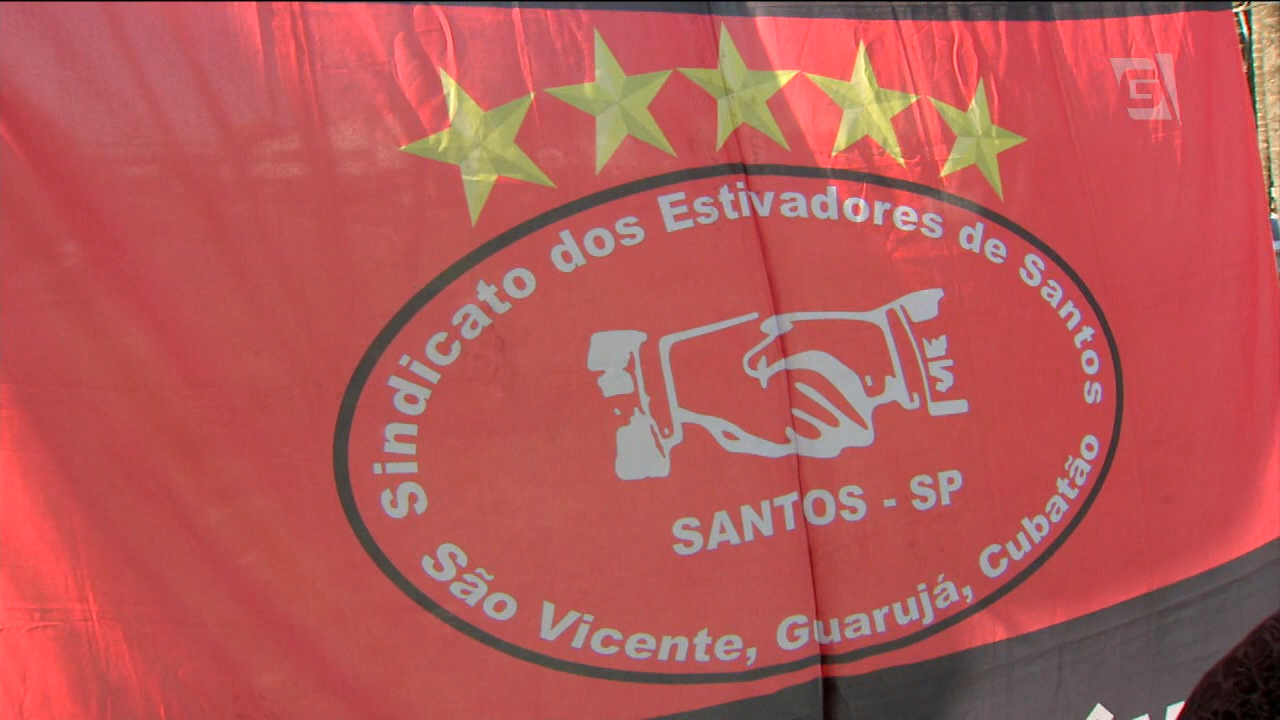 Sindicato dos Estivadores de Santos
SANTOS - SP
São Vicente, Guarujá, Cubatão